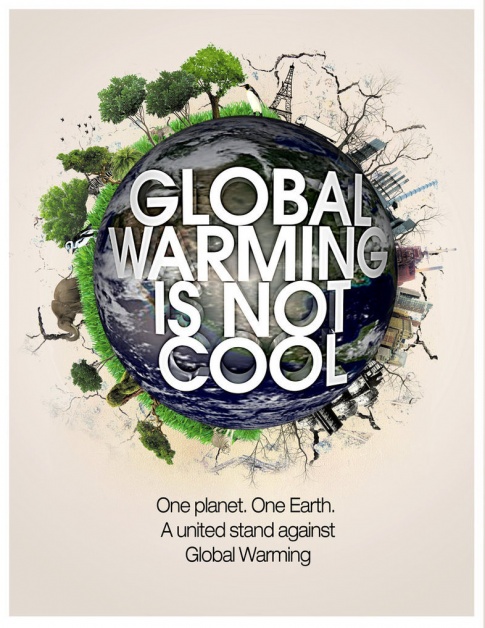 GLOBAL
WARMING
IS NOT
COOL
One planet. One Earth.
A united stand against
Global Warming